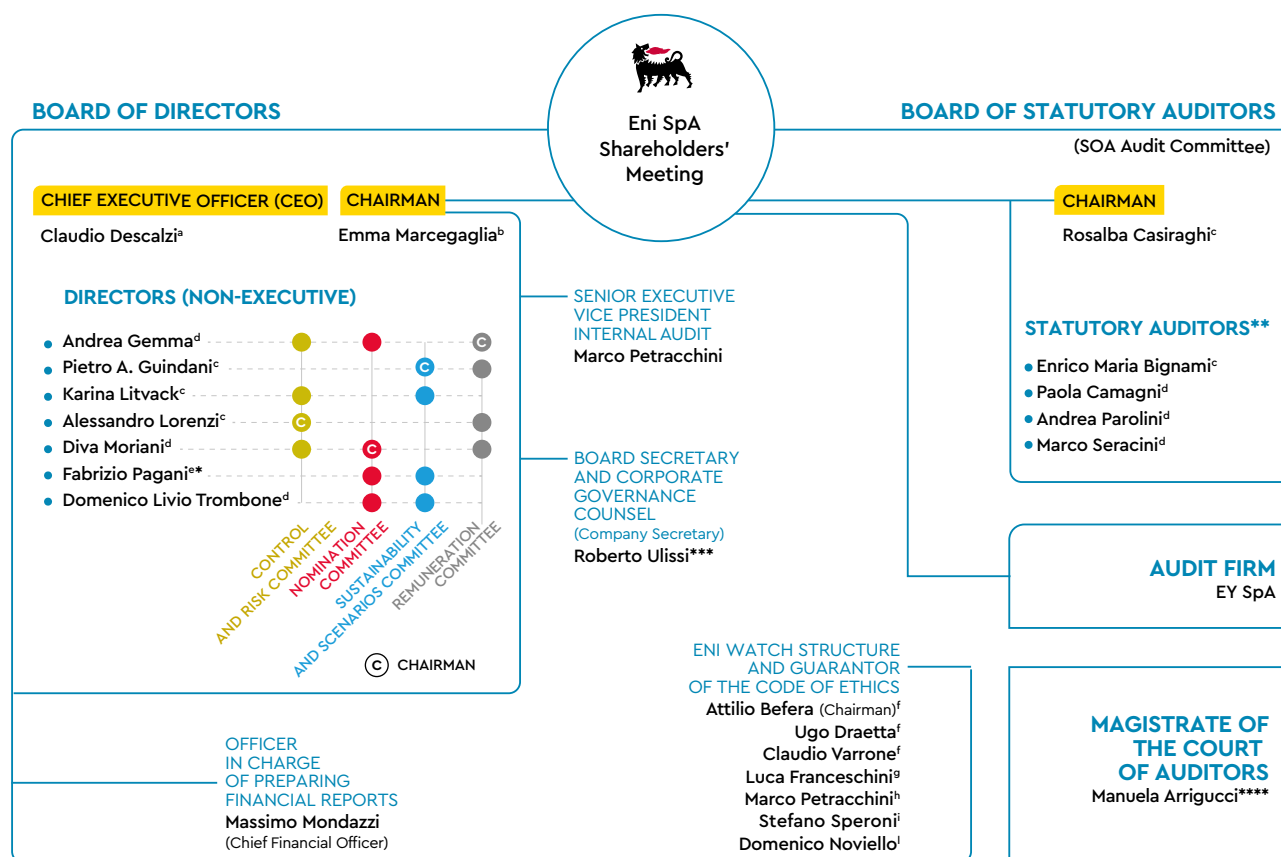 BOARD OF DIRECTORS
Eni SpA
Shareholders'
Meeting
BOARD OF STATUTORY AUDITORS
(SOA Audit Committee)
CHIEF EXECUTIVE OFFICER (CEO)
Claudio Descalziᵃ
CHAIRMAN
Emma Marcegagliaᵇ
CHAIRMAN
Rosalba Casiraghiᶜ
DIRECTORS (NON-EXECUTIVE)
• Andrea Gemmaᵈ C
• Pietro A. Guindaniᶜ C
• Karina Litvackᶜ
• Alessandro Lorenziᶜ C
• Diva Morianiᵈ C
• Fabrizio Paganiᵉ*
• Domenico Livio Tromboneᵈ
CONTROL
AND RISK COMMITTEE
NOMINATION
COMMITTEE
SUSTAINABILITY
AND SCENARIOS COMMITTEE
REMUNERATION
COMMITTEE
C CHAIRMAN
SENIOR EXECUTIVE
VICE PRESIDENT
INTERNAL AUDIT
Marco Petracchini
BOARD SECRETARY
AND CORPORATE
GOVERNANCE
COUNSEL
(Company Secretary)
Roberto Ulissi***
STATUTORY AUDITORS**
• Enrico Maria Bignamiᶜ
• Paola Camagniᵈ
• Andrea Paroliniᵈ
• Marco Seraciniᵈ
AUDIT FIRM
EY SpA
ENI WATCH STRUCTURE
AND GUARANTOR
OF THE CODE OF ETHICS
Attilio Befera (Chairman)ᶠ
Ugo Draettaᶠ
Claudio Varroneᶠ
Luca Franceschiniᵍ
Marco Petracchiniʰ
Stefano Speroniⁱ
Domenico Novielloˡ
MAGISTRATE OF
THE COURT
OF AUDITORS
Manuela Arrigucci****
OFFICER
IN CHARGE
OF PREPARING
FINANCIAL REPORTS
Massimo Mondazzi
(Chief Financial Officer)